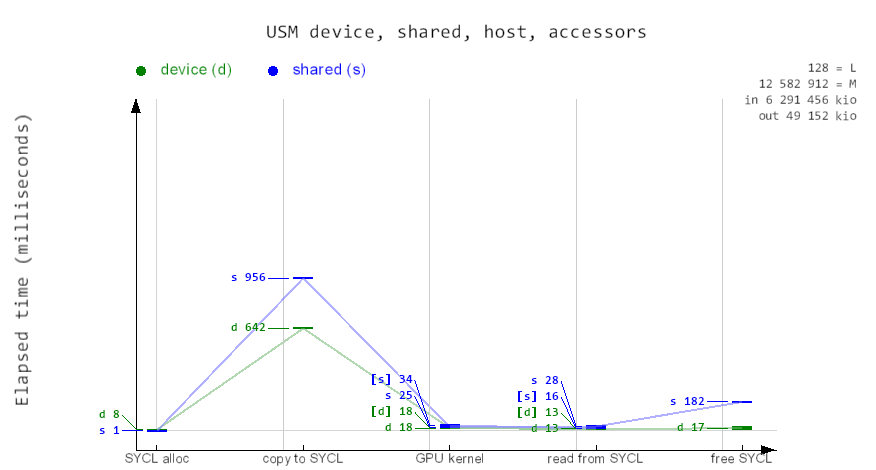 USM device, shared, host, accessors
device (d)
shared (s)
128 = L
12 582 912 = M
in 6 291 456 kio
out 49 152 kio
Elapsed time (milliseconds)
s 956
d 642
[s] 34
s 25
[d] 18
d 18
s 28
[s] 16
[d] 13
d 13
s 182
d 17
d 8
s 1
SYCL alloc
copy to SYCL
GPU kernel
read from SYCL
free SYCL